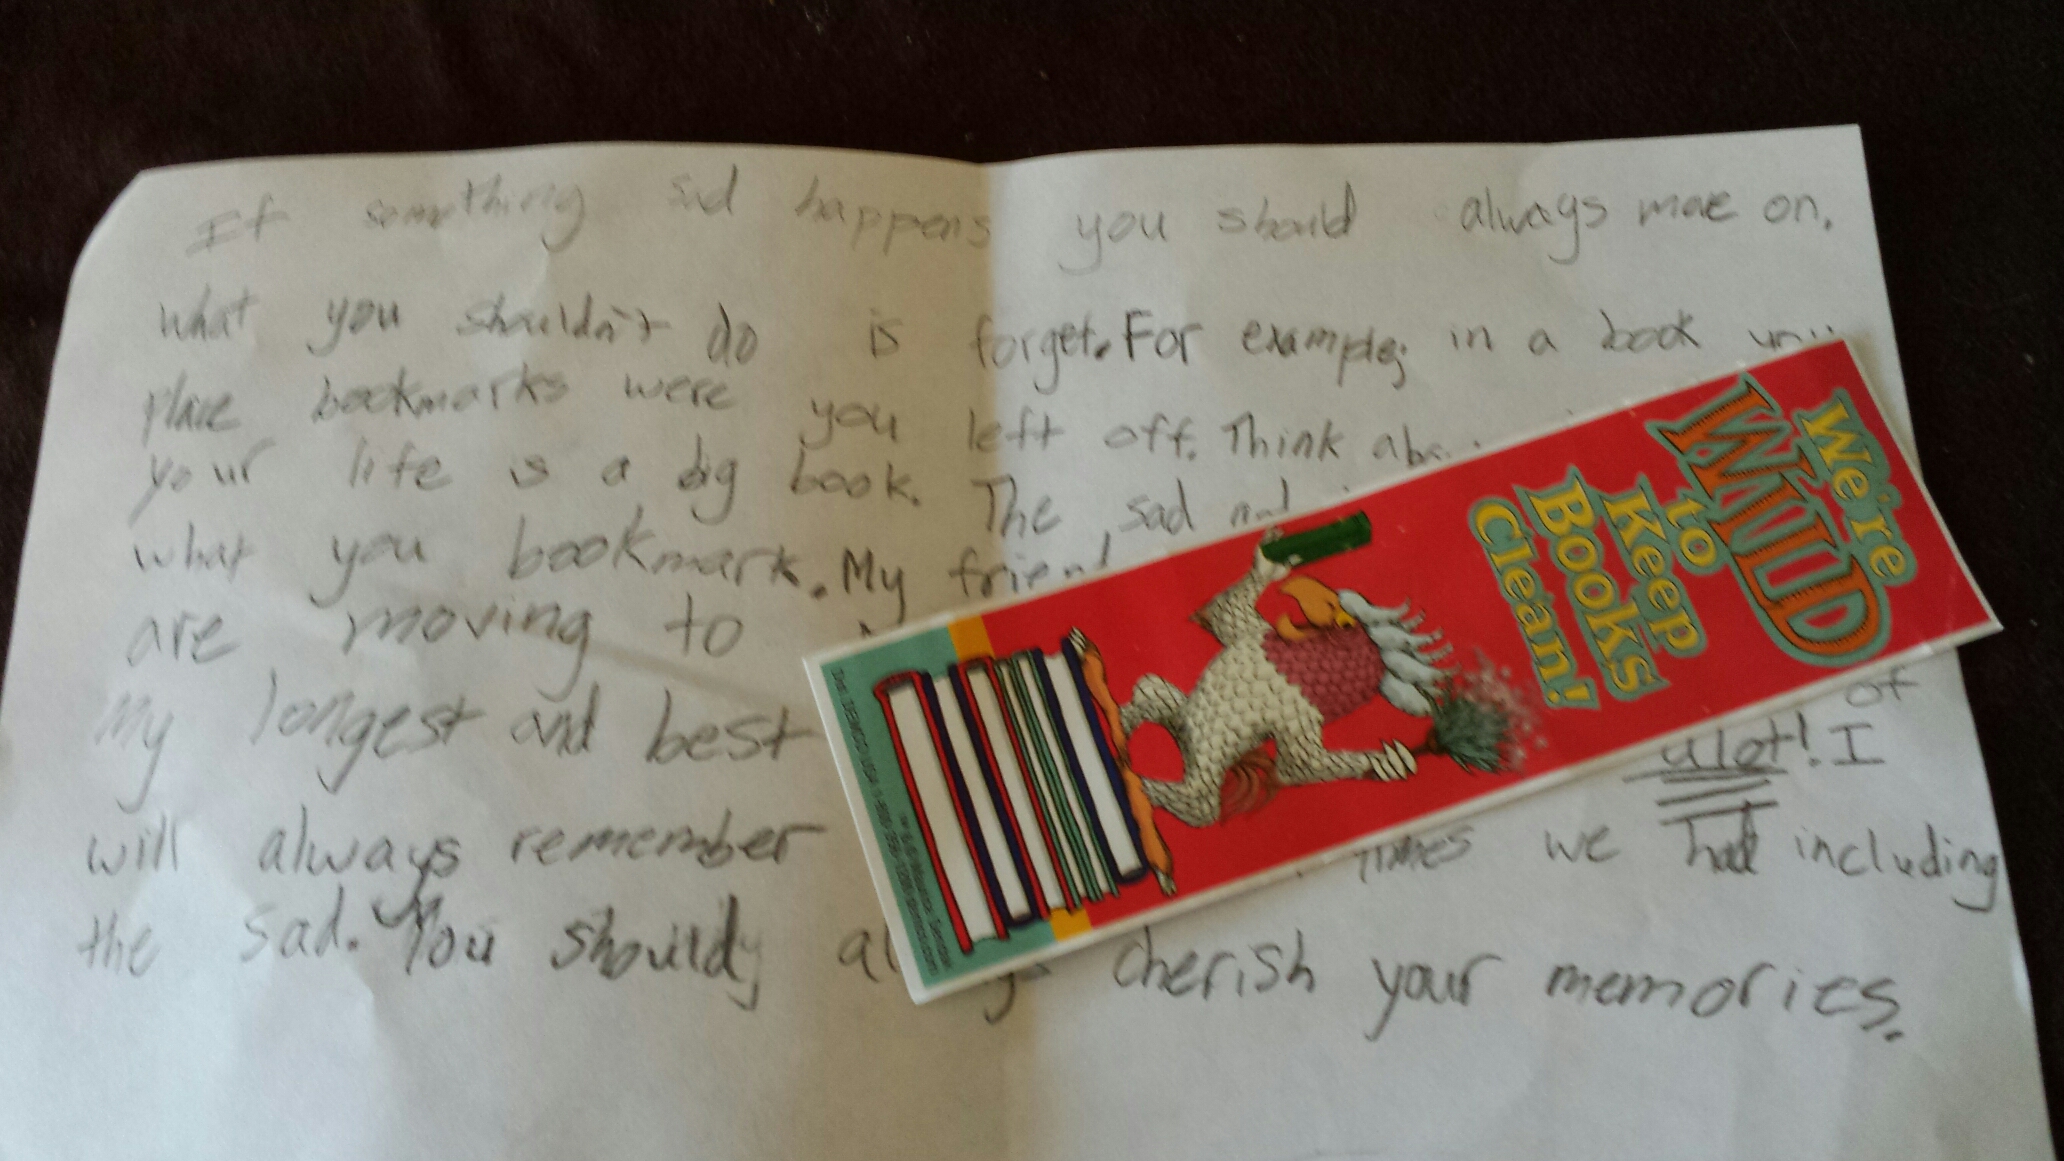 If something sad happens you should always move on.
What you shouldn't do is forget. For example; in a book you
place bookmarks were you left off. Think
your life is a big book. The sad
what you bookmark. My
are moving to
My longest and best of
alot! I
will always remember times we had including
the sad. You should cherish your memories.
We're
WILD
to
Keep
Books
Clean!